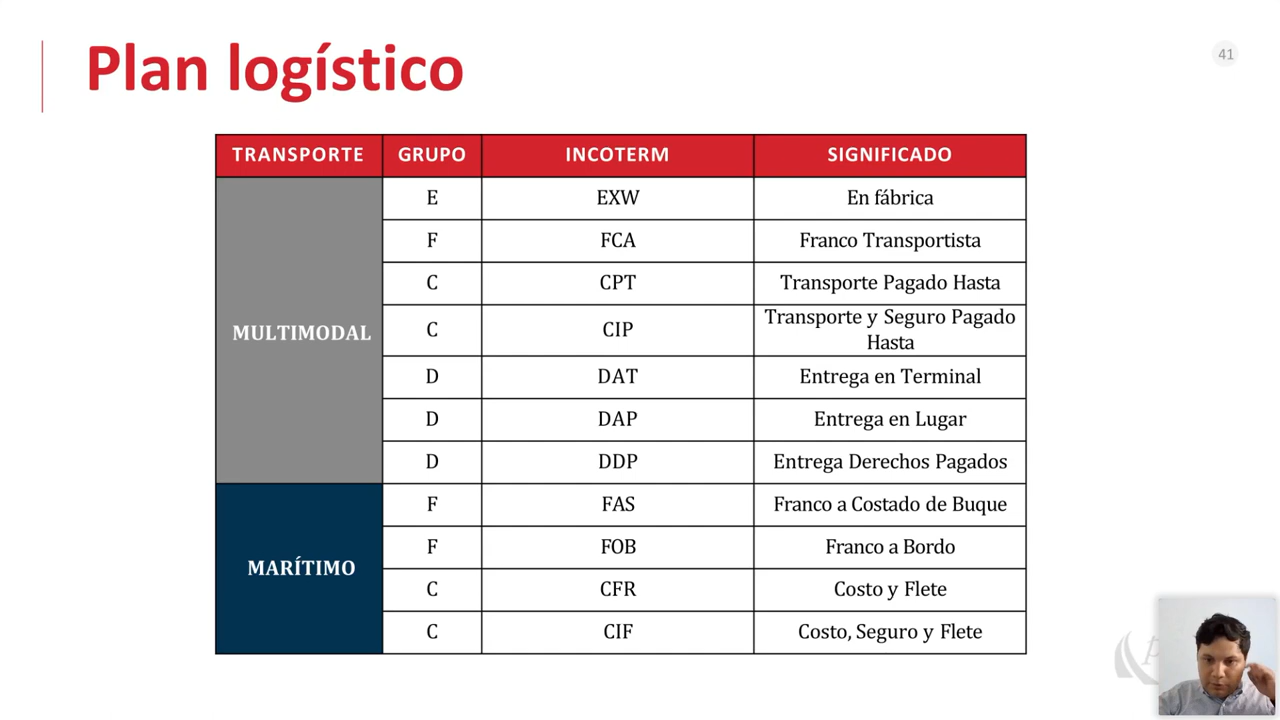 Plan logístico
41
TRANSPORTE GRUPO INCOTERM SIGNIFICADO
MULTIMODAL
E EXW En fábrica
F FCA Franco Transportista
C CPT Transporte Pagado Hasta
C CIP Transporte y Seguro Pagado
Hasta
D DAT Entrega en Terminal
D DAP Entrega en Lugar
D DDP Entrega Derechos Pagados
MARÍTIMO
F FAS Franco a Costado de Buque
F FOB Franco a Bordo
C CFR Costo y Flete
C CIF Costo, Seguro y Flete